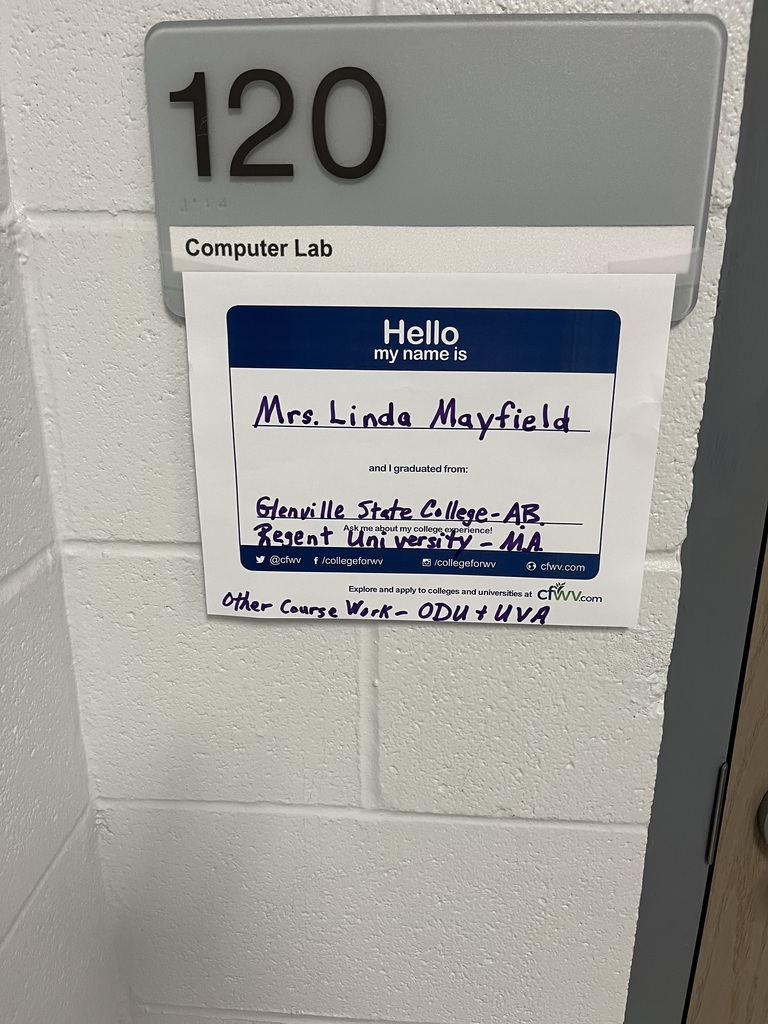 120
Computer Lab
Hello
my name is
Mrs. Linda Mayfield
and I graduated from:
Glenville State College - AB.
Ask me about my college experience!
Regent University - M.A.
@cfwv f /collegeforwv /collegeforwv cfwv.com
Explore and apply to colleges and universities at cfwv.com
Other Course Work - ODU + UVA